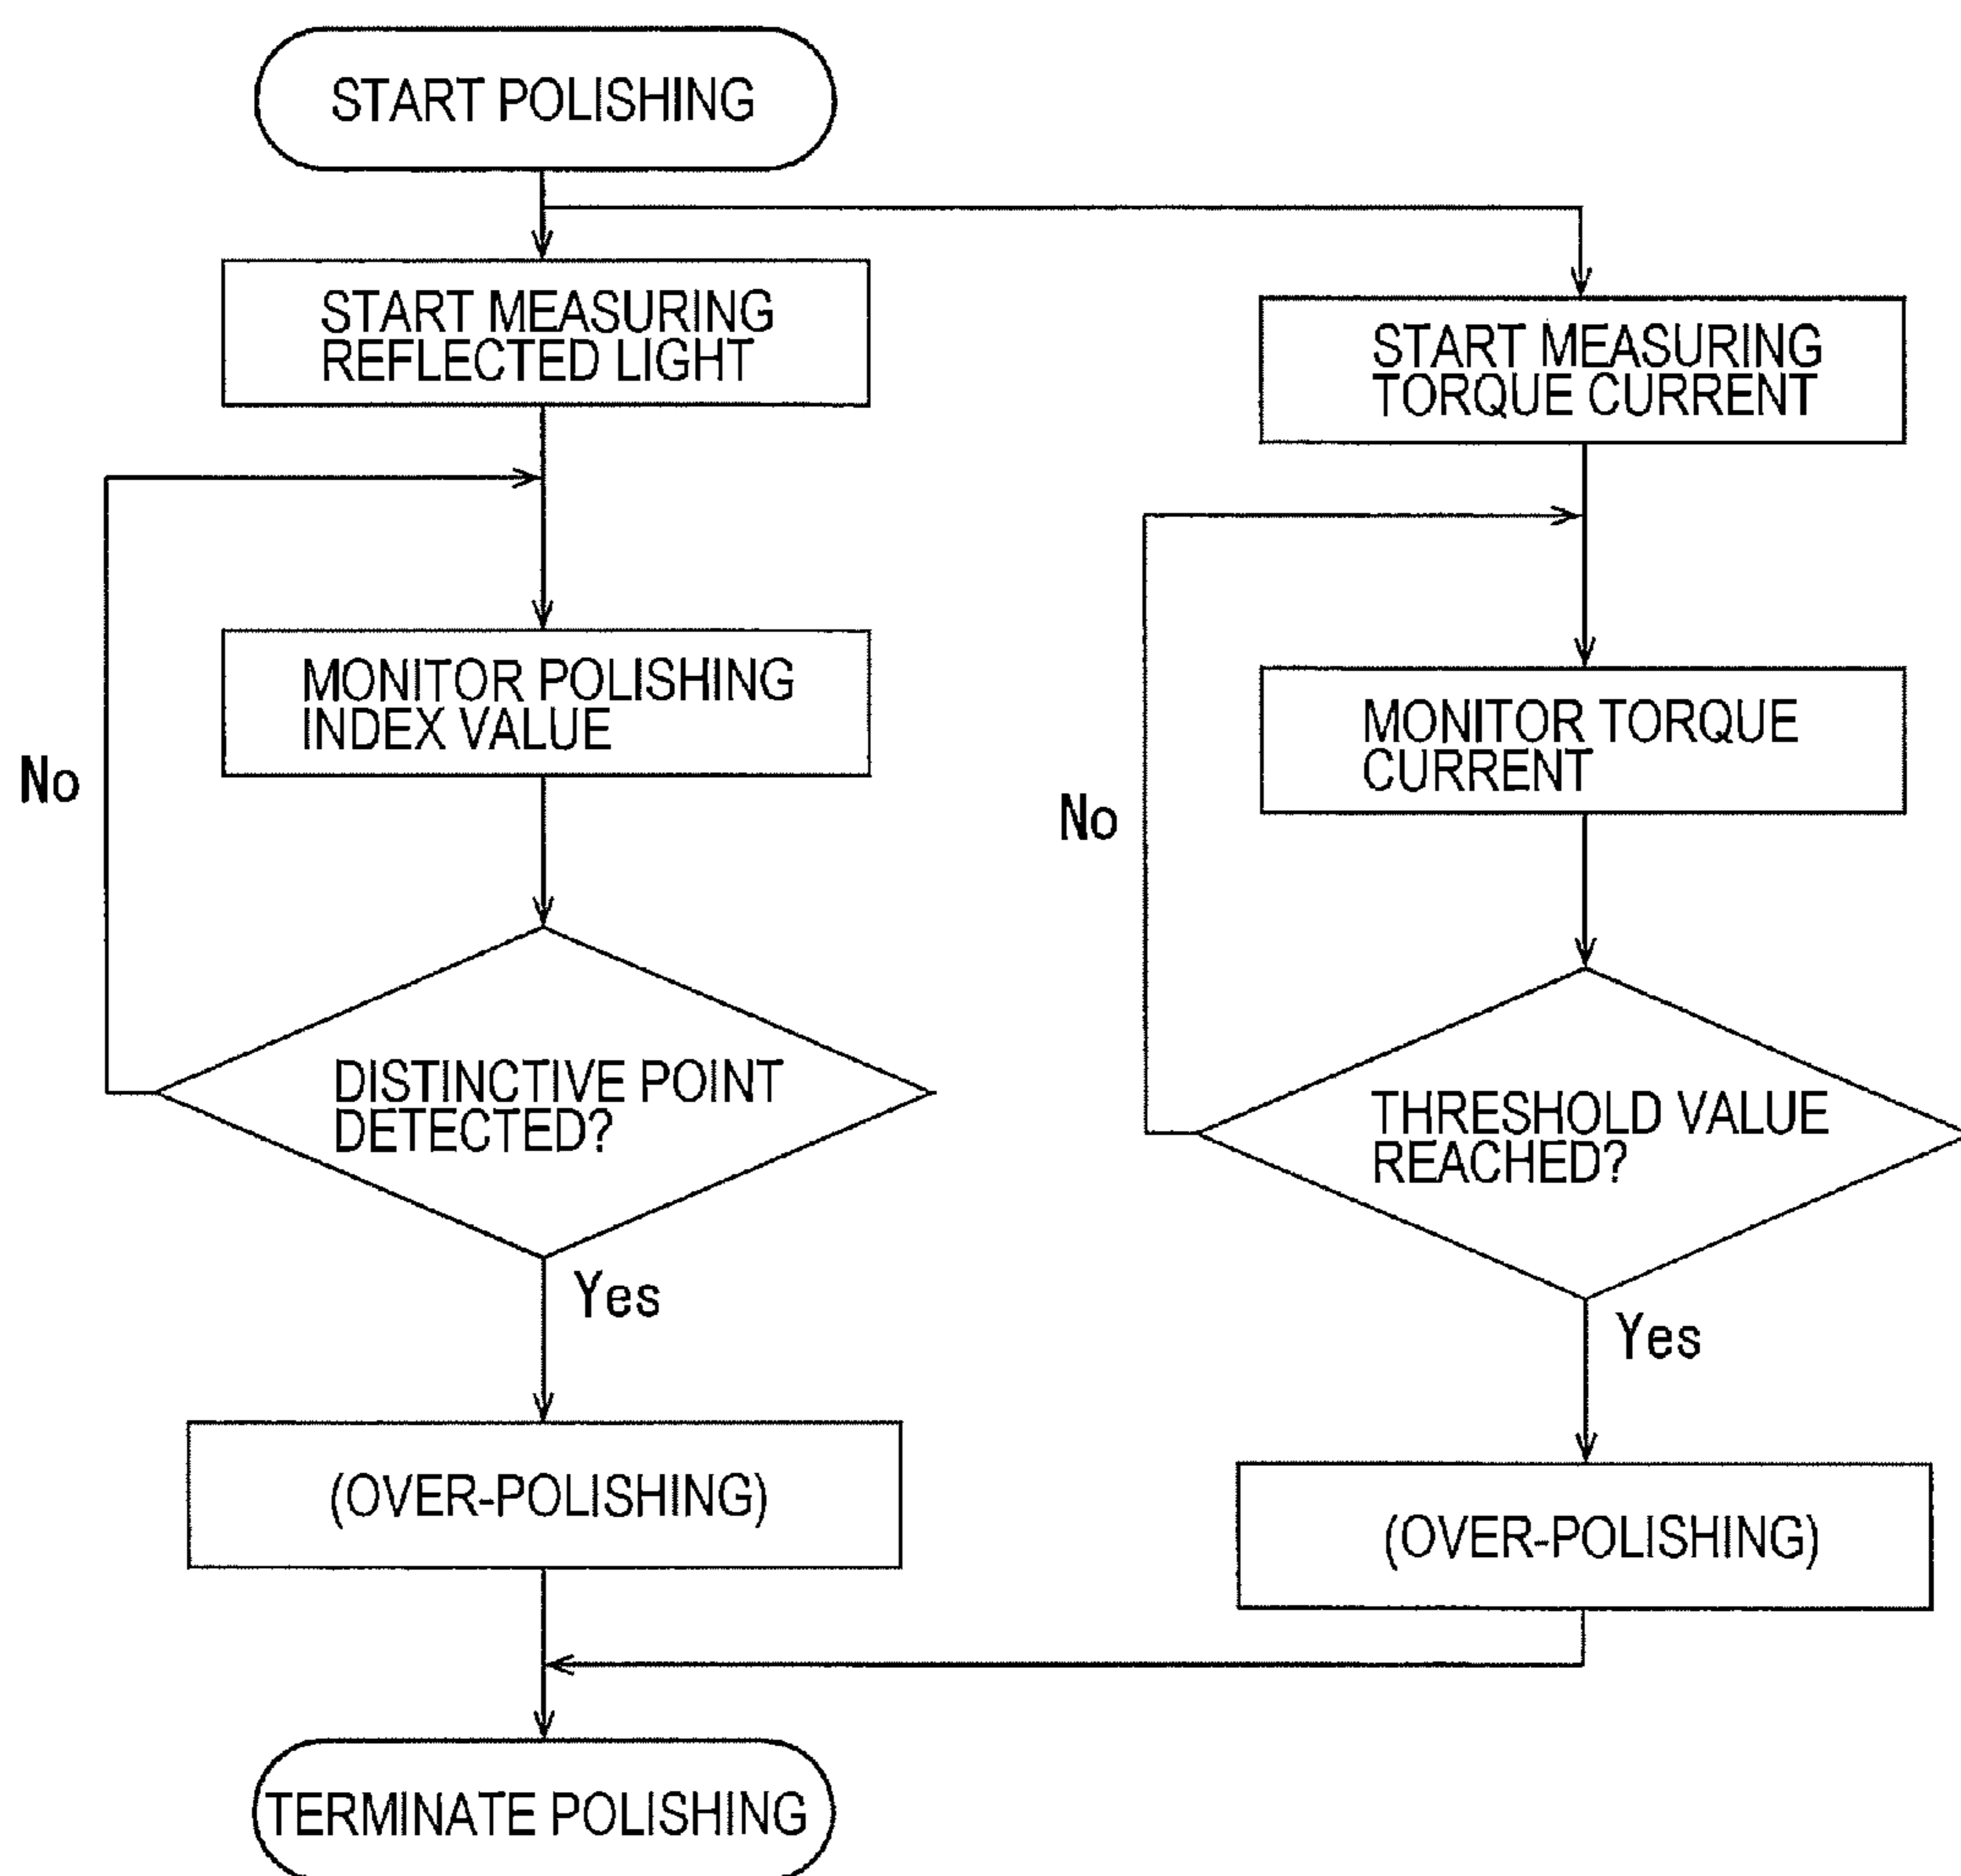 START POLISHING
START MEASURING
REFLECTED LIGHT
MONITOR POLISHING
INDEX VALUE
No
DISTINCTIVE POINT
DETECTED?
Yes
(OVER-POLISHING)
START MEASURING
TORQUE CURRENT
MONITOR TORQUE
CURRENT
No
THRESHOLD VALUE
REACHED?
Yes
(OVER-POLISHING)
TERMINATE POLISHING